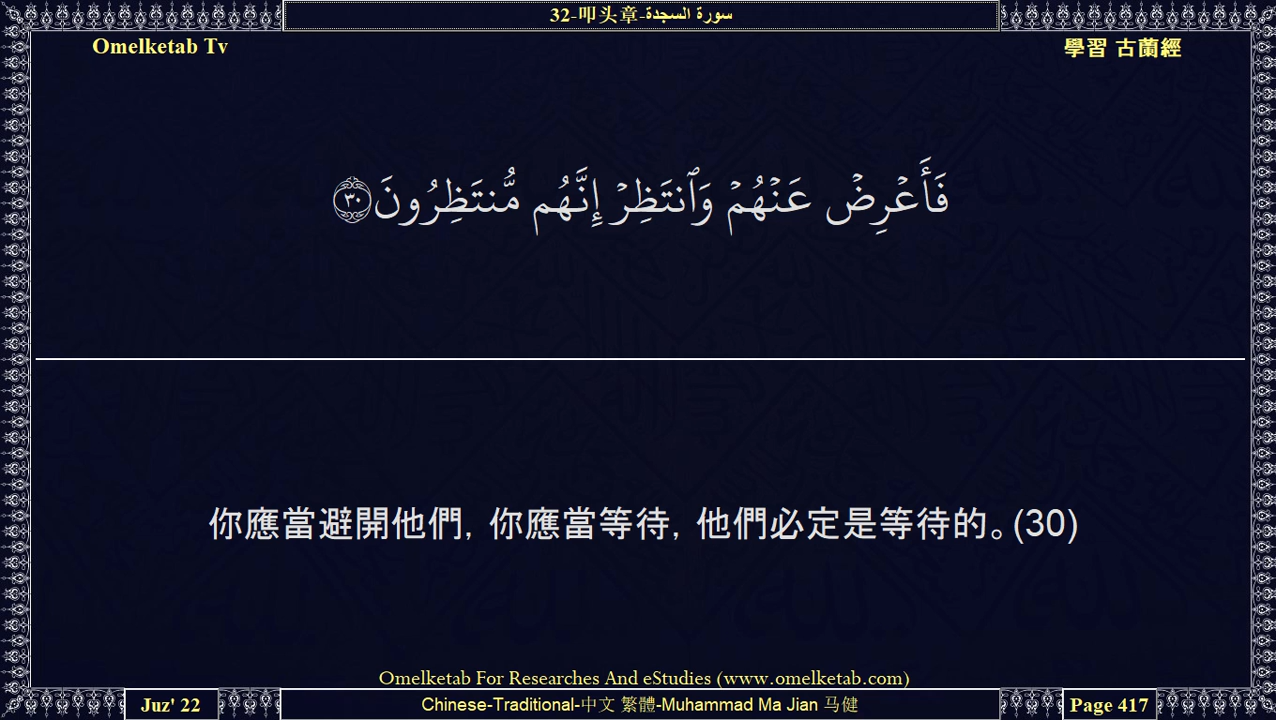 32-叩头章-سورة السجدة
Omelketab Tv
學習 古蘭經
فَأَعۡرِضۡ عَنۡهُمۡ وَٱنتَظِرۡ إِنَّهُم مُّنتَظِرُونَ ٣٠
你應當避開他們，你應當等待，他們必定是等待的。(30)
Omelketab For Researches And eStudies (www.omelketab.com)
Juz' 22
Chinese-Traditional-中文 繁體-Muhammad Ma Jian 马健
Page 417